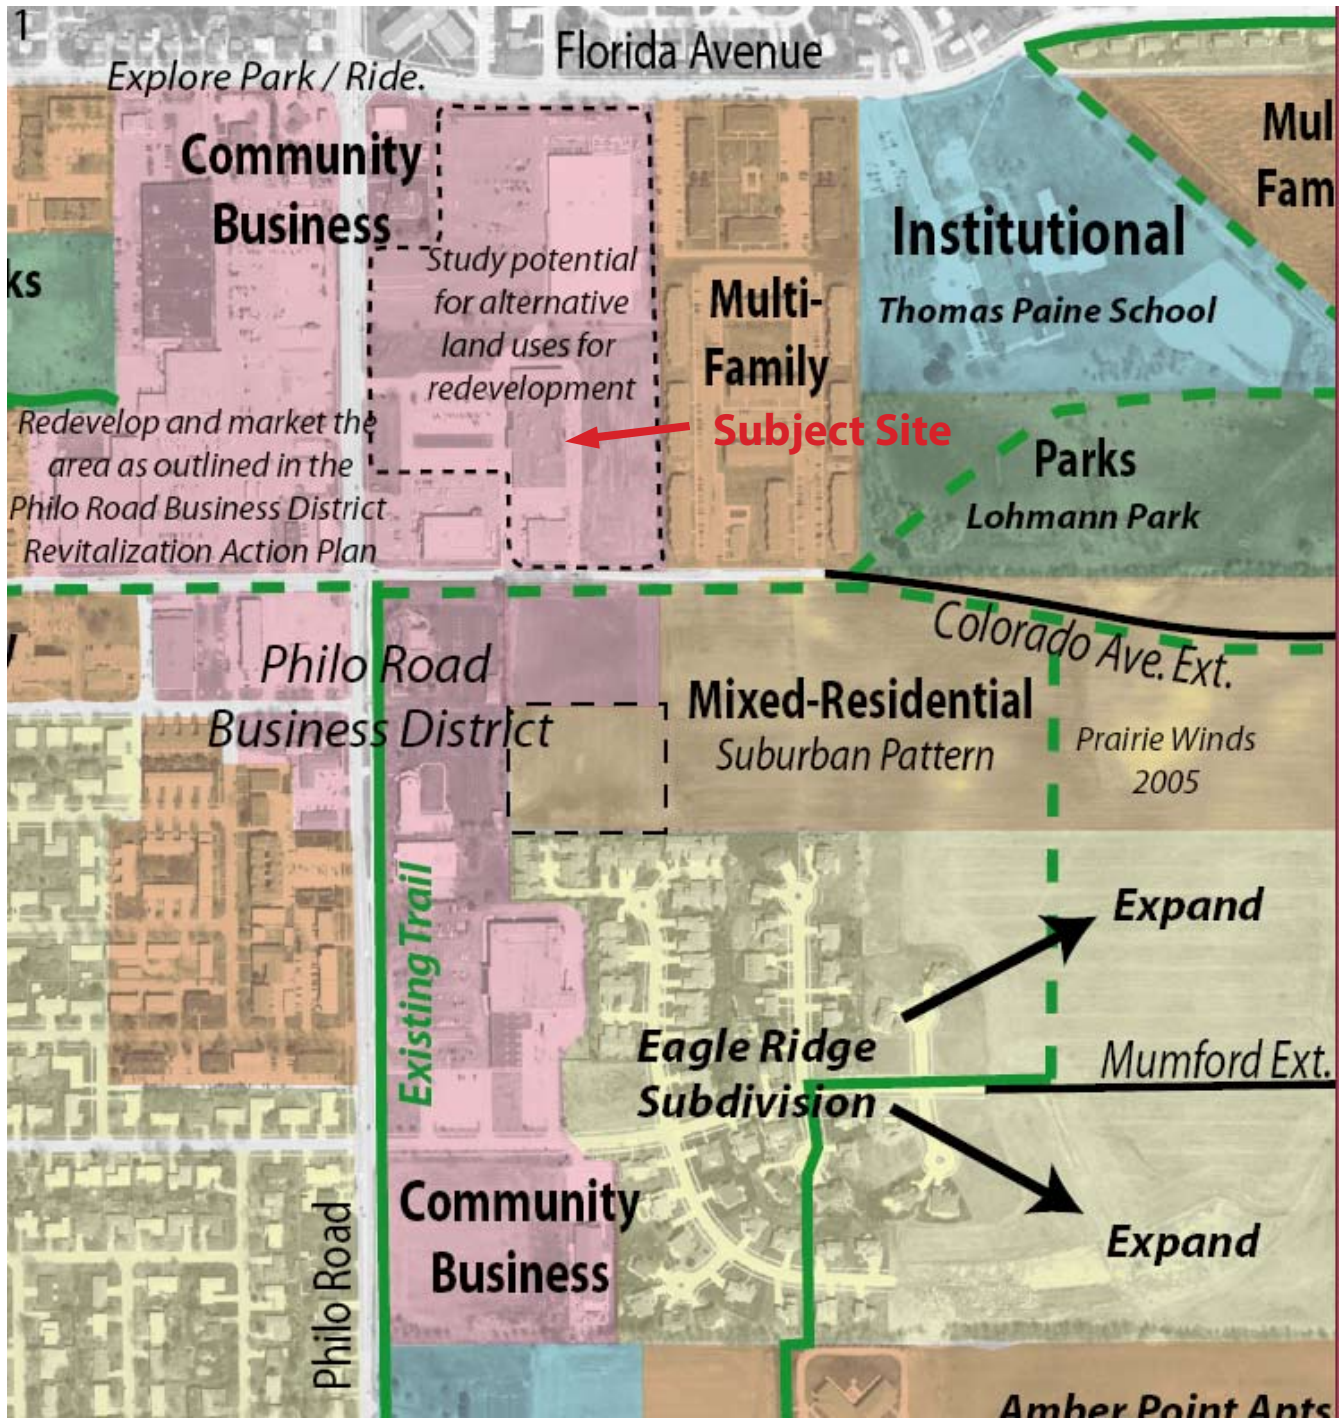 1
Florida Avenue
Explore Park / Ride.
Community
Business
Mul
Fam
Institutional
Thomas Paine School
Study potential
for alternative
land uses for
redevelopment
ks
Multi-
Family
Redevelop and market the
area as outlined in the
Philo Road Business District
Revitalization Action Plan
Subject Site
Parks
Lohmann Park
Colorado Ave. Ext.
Philo Road
Business District
Mixed-Residential
Suburban Pattern
Prairie Winds
2005
Existing Trail
Expand
Eagle Ridge
Subdivision
Mumford Ext.
Community
Business
Expand
Philo Road
Amber Point Apts